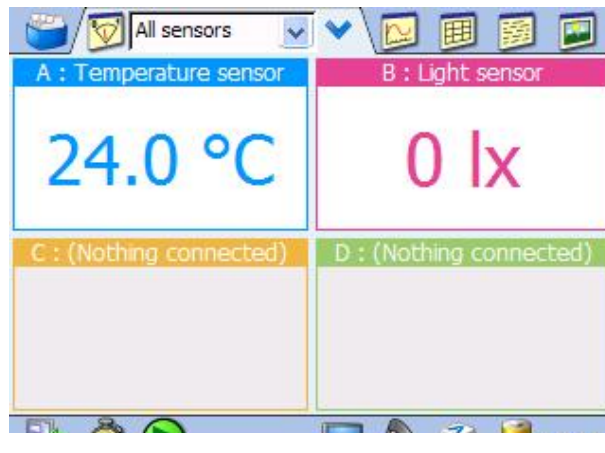 All sensors
A : Temperature sensor
B : Light sensor
24.0 °C
0 lx
C : (Nothing connected)
D : (Nothing connected)